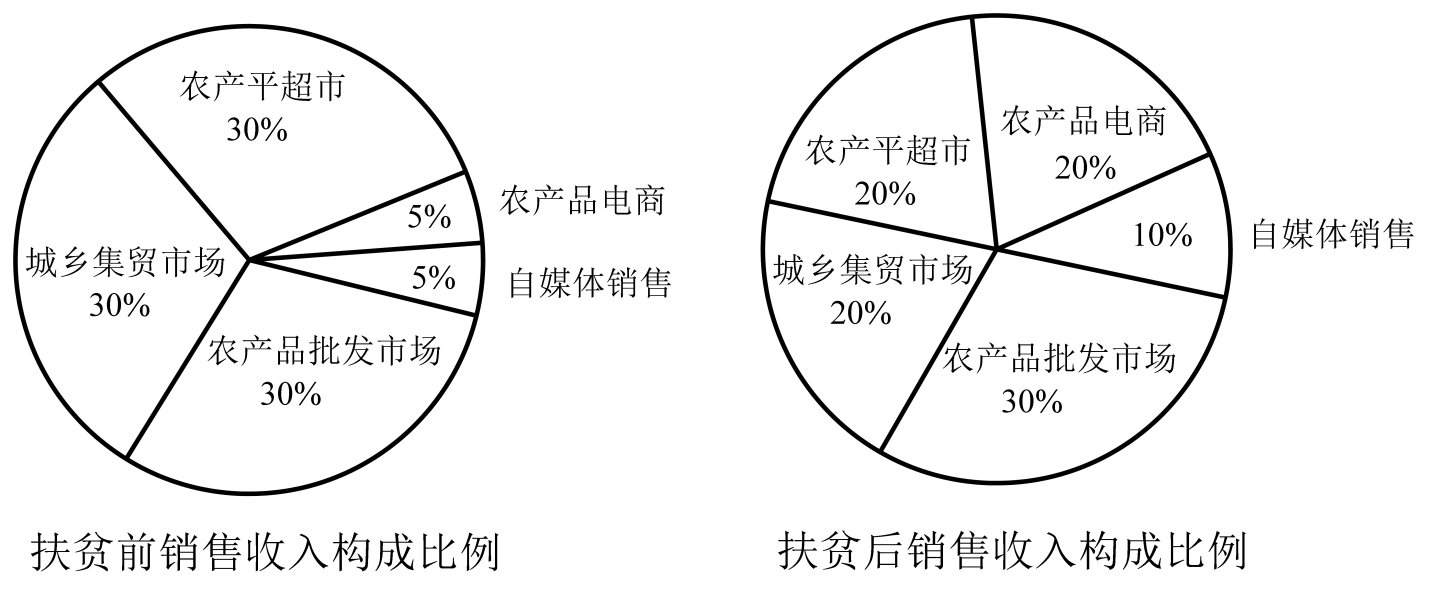 农产平超市
30%
农产品电商
5%
自媒体销售
5%
城乡集贸市场
30%
农产品批发市场
30%
扶贫前销售收入构成比例
农产品电商
20%
农产平超市
20%
自媒体销售
10%
城乡集贸市场
20%
农产品批发市场
30%
扶贫后销售收入构成比例